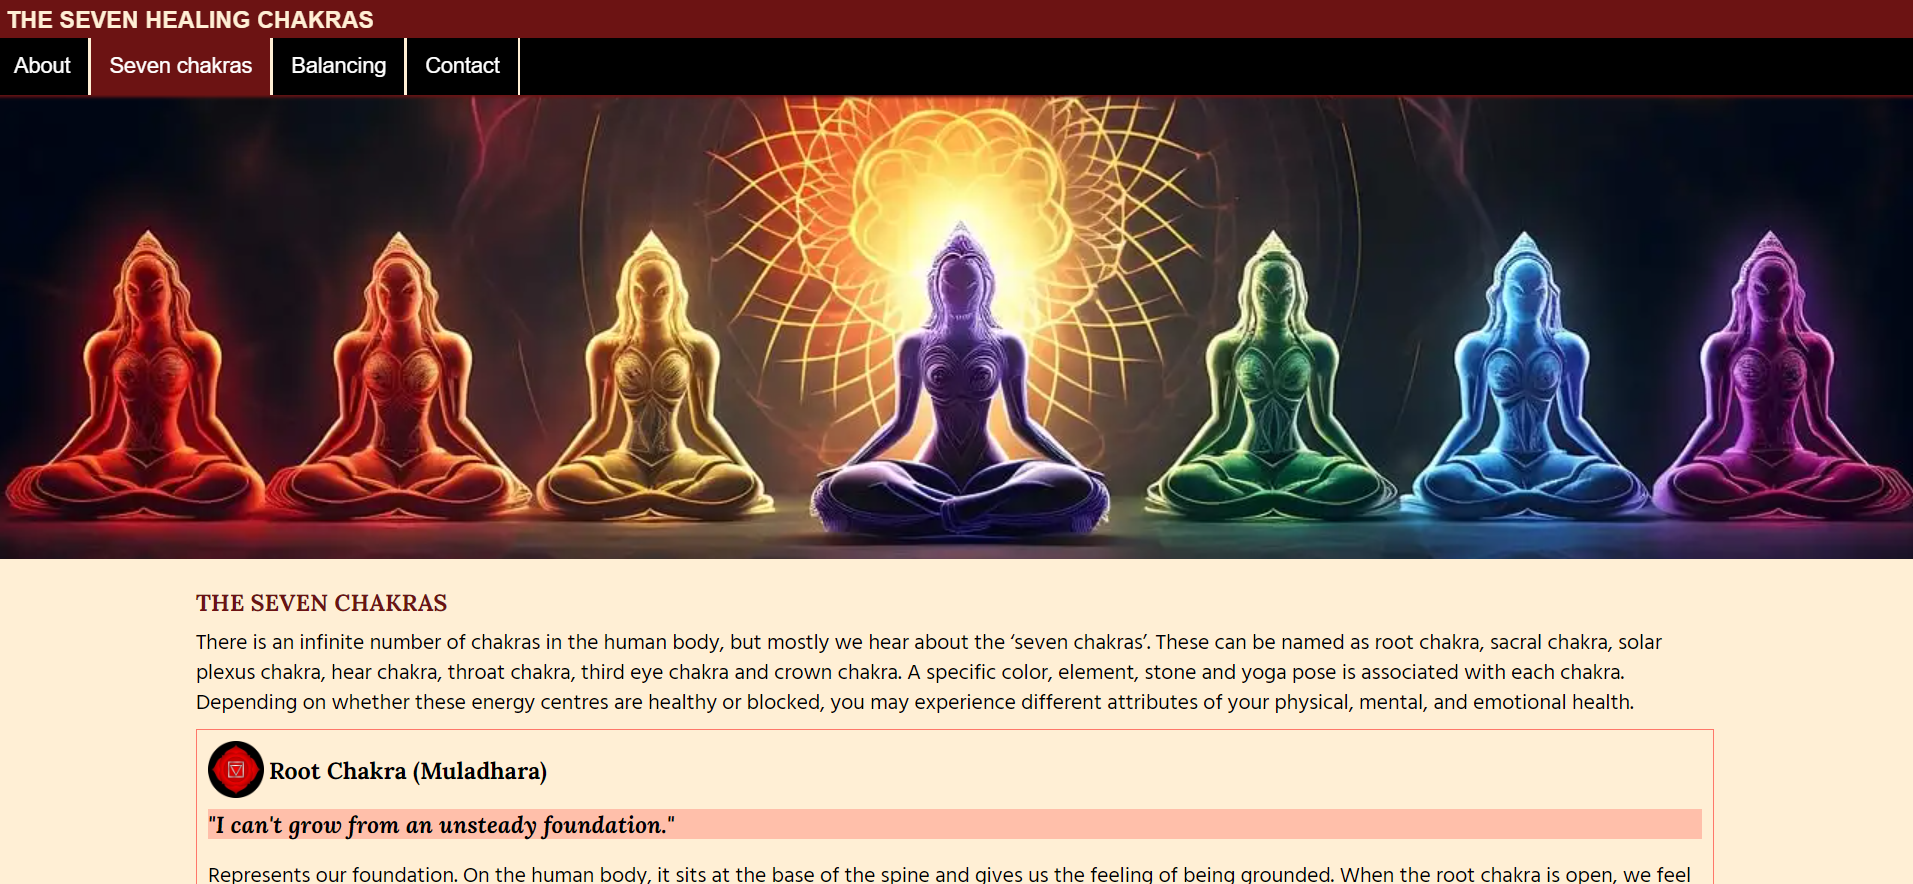 THE SEVEN HEALING CHAKRAS
About
Seven chakras
Balancing
Contact
THE SEVEN CHAKRAS
There is an infinite number of chakras in the human body, but mostly we hear about the ‘seven chakras’. These can be named as root chakra, sacral chakra, solar
plexus chakra, hear chakra, throat chakra, third eye chakra and crown chakra. A specific color, element, stone and yoga pose is associated with each chakra.
Depending on whether these energy centres are healthy or blocked, you may experience different attributes of your physical, mental, and emotional health.
Root Chakra (Muladhara)
"I can't grow from an unsteady foundation."
Represents our foundation. On the human body, it sits at the base of the spine and gives us the feeling of being grounded. When the root chakra is open, we feel